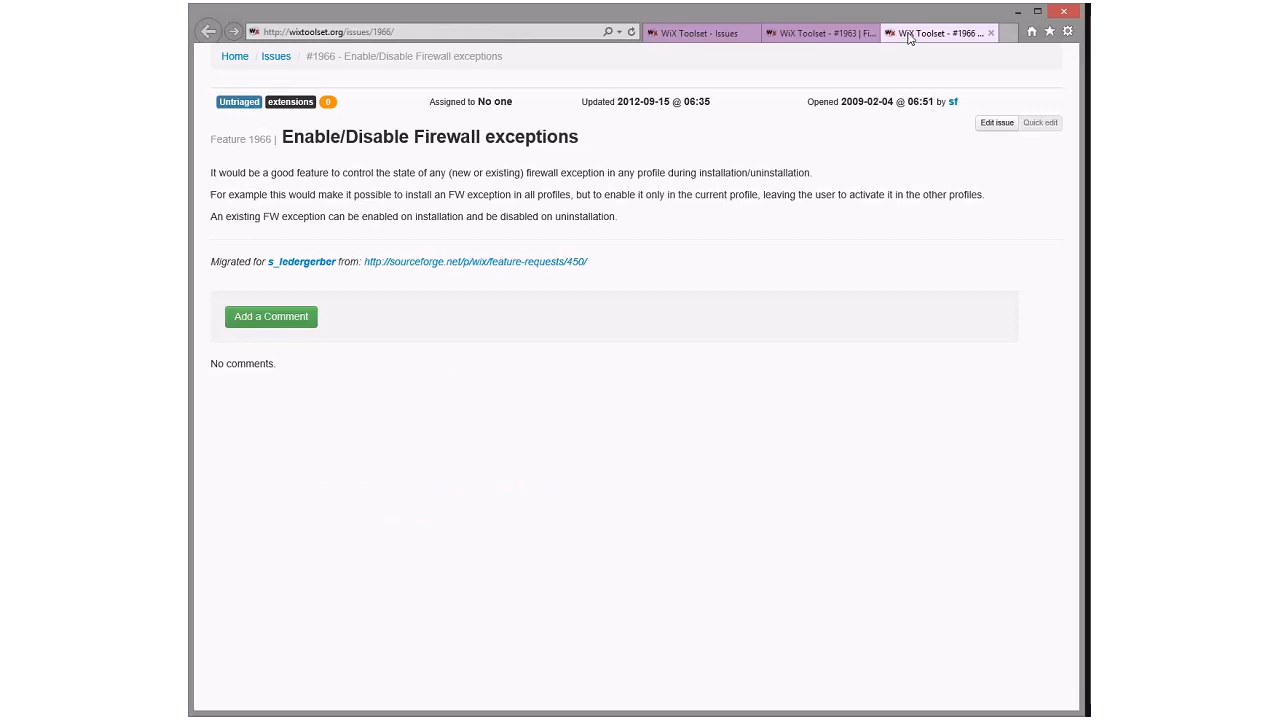 http://wixtoolset.org/issues/1966/
WiX Toolset - Issues
WiX Toolset - #1963 | Fi...
WiX Toolset - #1966 ...
Home / Issues / #1966 - Enable/Disable Firewall exceptions
Untriaged extensions 0 Assigned to No one Updated 2012-09-15 @ 06:35 Opened 2009-02-04 @ 06:51 by sf
Edit issue Quick edit
Feature 1966 | Enable/Disable Firewall exceptions
It would be a good feature to control the state of any (new or existing) firewall exception in any profile during installation/uninstallation.
For example this would make it possible to install an FW exception in all profiles, but to enable it only in the current profile, leaving the user to activate it in the other profiles.
An existing FW exception can be enabled on installation and be disabled on uninstallation.
Migrated for s_ledergerber from: http://sourceforge.net/p/wix/feature-requests/450/
Add a Comment
No comments.